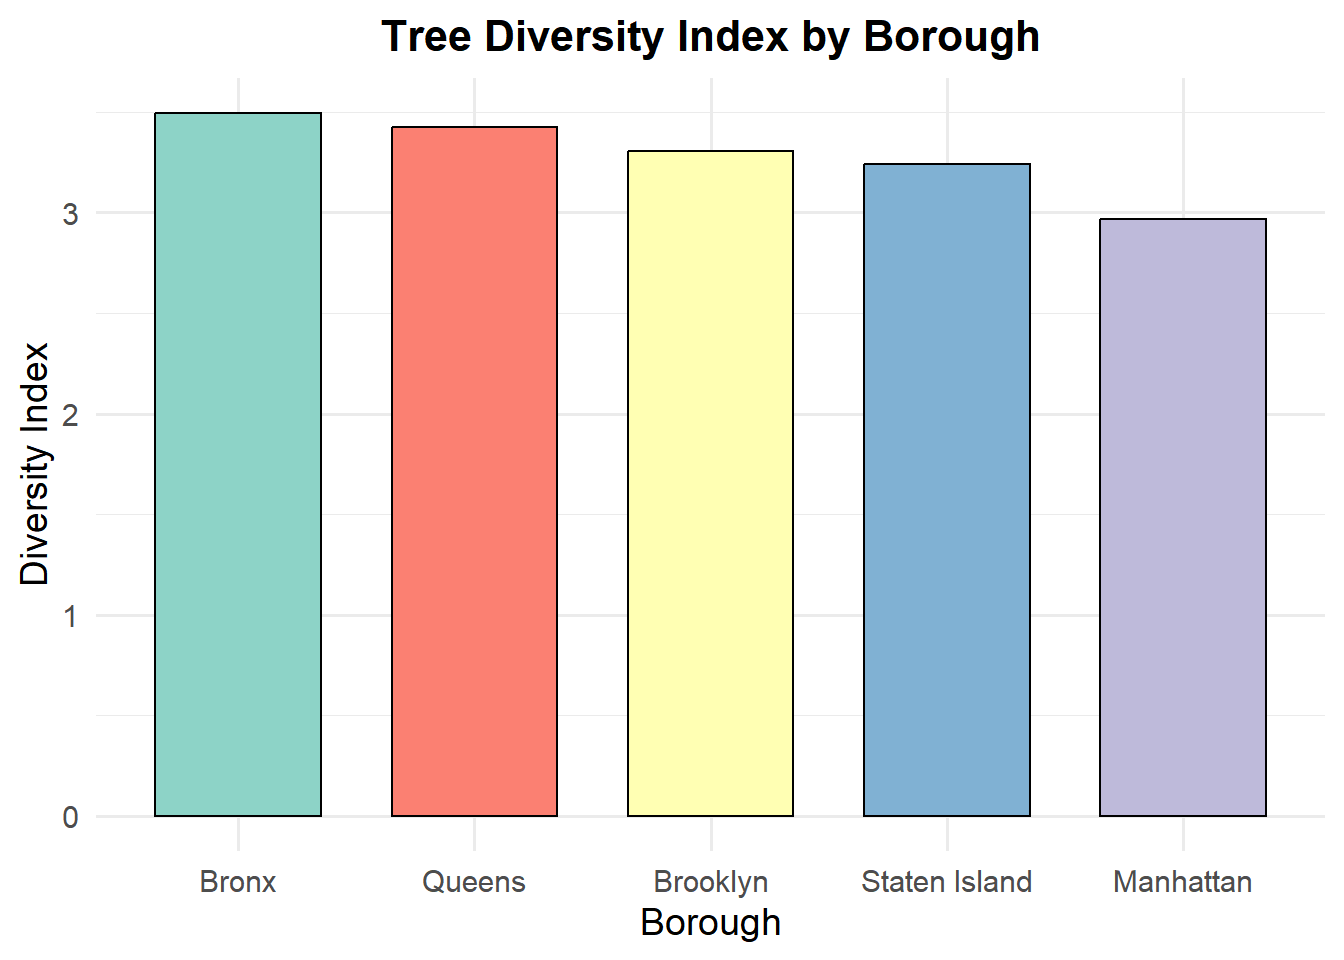 Tree Diversity Index by Borough
Diversity Index
3
2
1
0
Bronx Queens Brooklyn Staten Island Manhattan
Borough